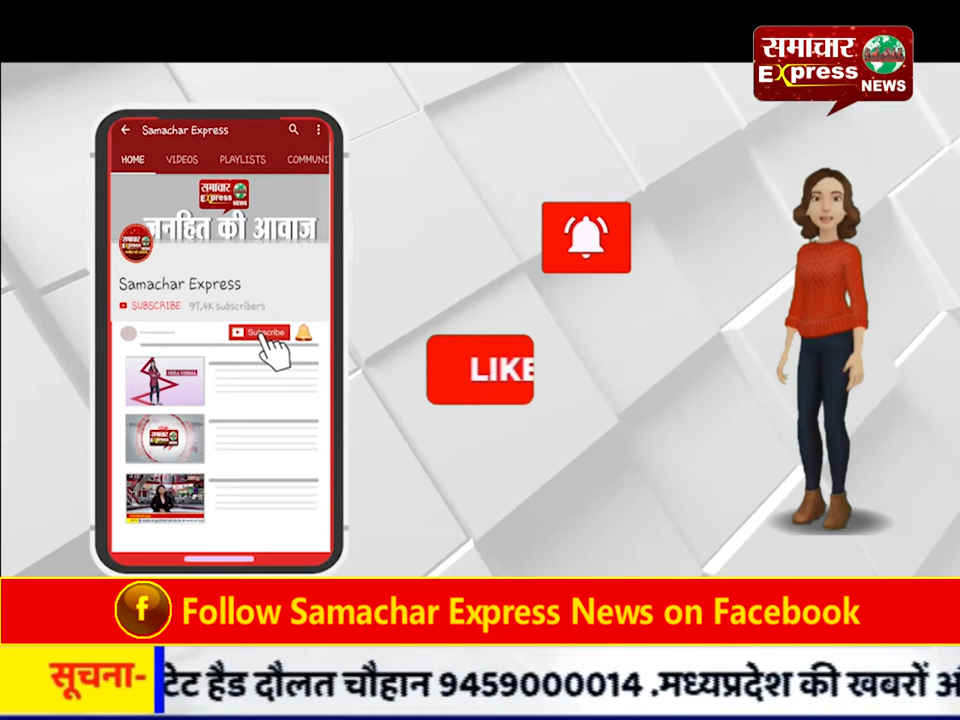 समाचार
Express
NEWS
Samachar Express
HOME VIDEOS PLAYLISTS COMMUNI
समाचार
Express
NEWS
जनहित की आवाज
Samachar Express
SUBSCRIBE 97.4K subscribers
Subscribe
LIKE
f Follow Samachar Express News on Facebook
सूचना- टेट हैड दौलत चौहान 9459000014 .मध्यप्रदेश की खबरों